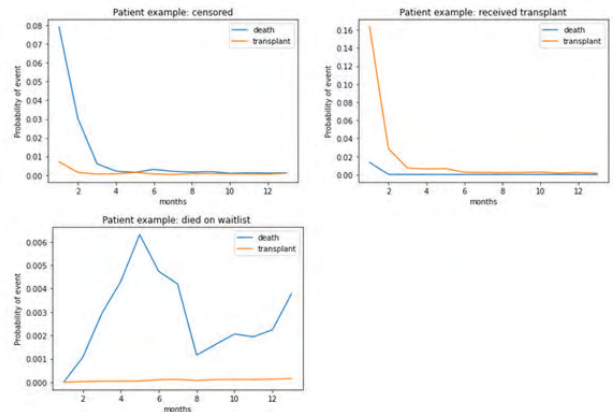 Patient example: censored
Probability of event
0.08
0.07
0.06
0.05
0.04
0.03
0.02
0.01
0.00
death
transplant
2 4 6 8 10 12
months
Patient example: received transplant
Probability of event
0.16
0.14
0.12
0.10
0.08
0.06
0.04
0.02
0.00
death
transplant
2 4 6 8 10 12
months
Patient example: died on waitlist
Probability of event
0.006
0.005
0.004
0.003
0.002
0.001
0.000
death
transplant
2 4 6 8 10 12
months